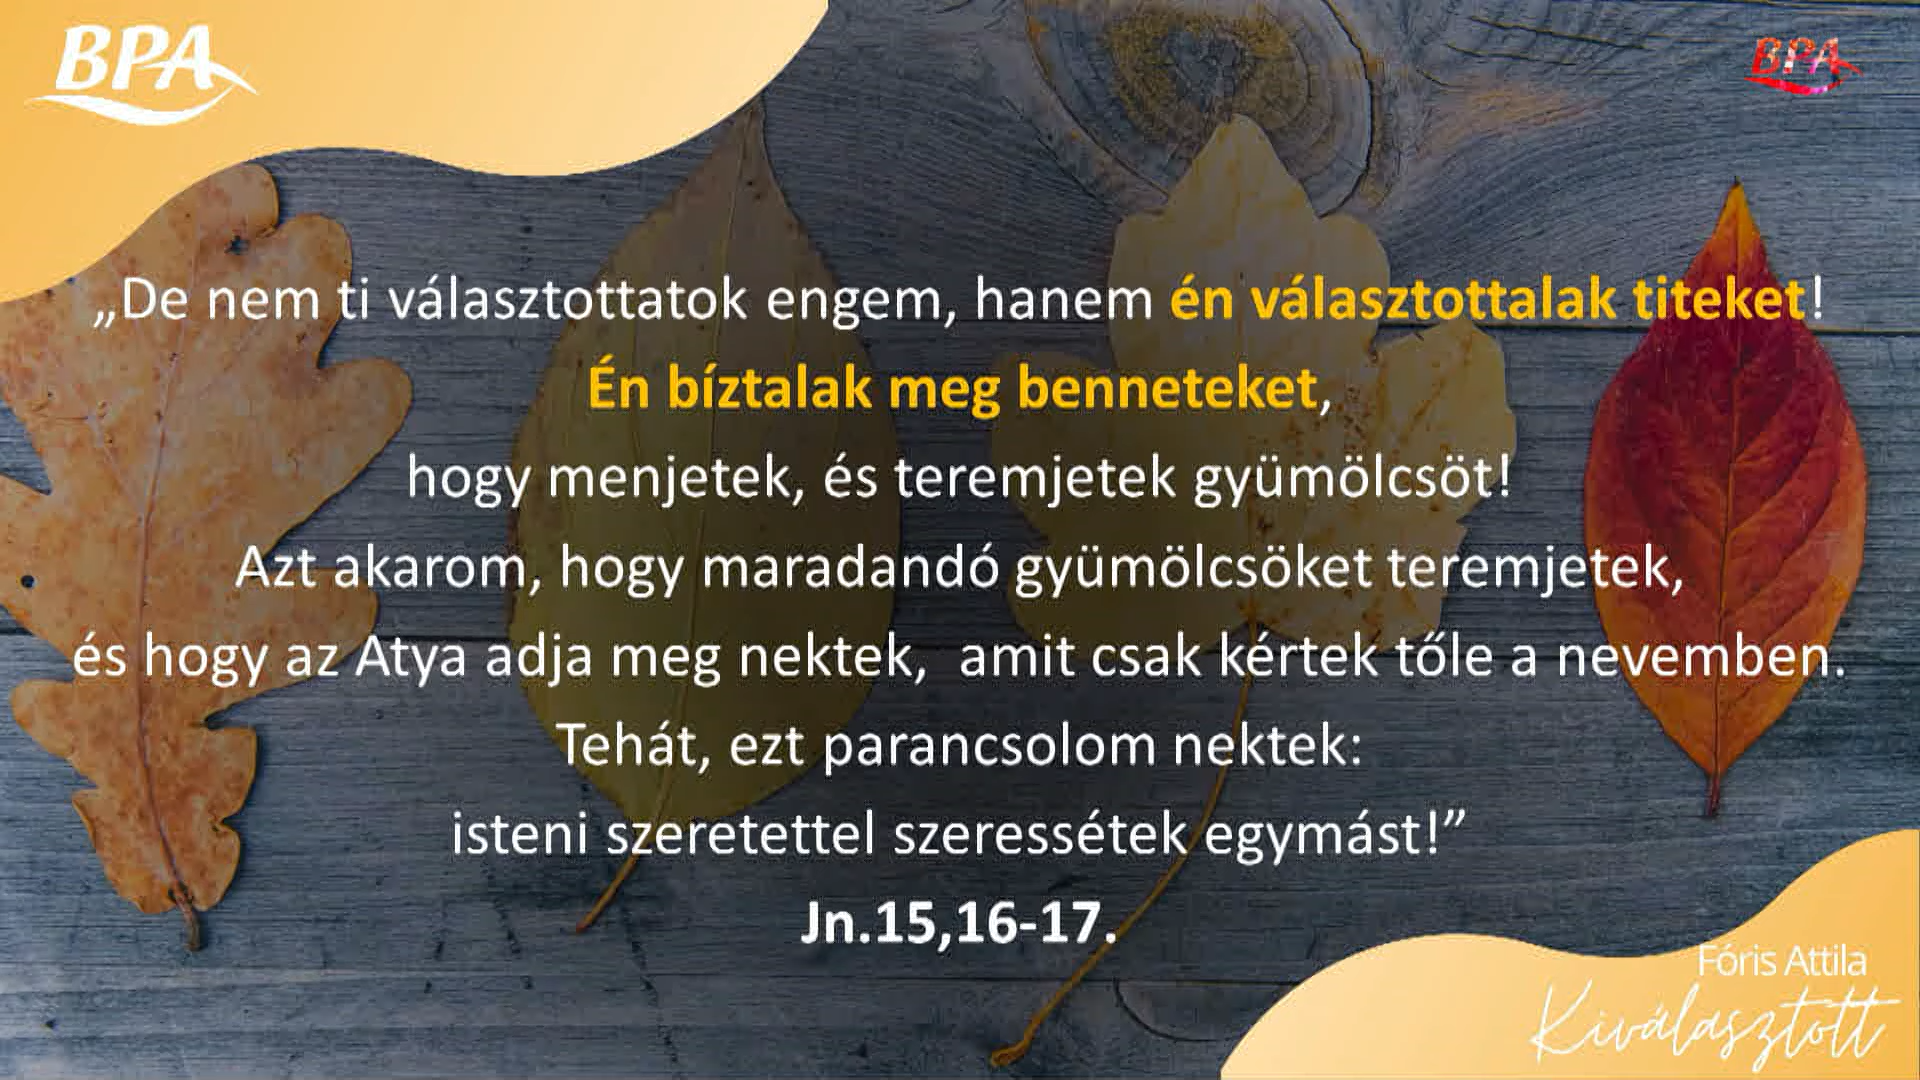 BPA
BPA
„De nem ti választottatok engem, hanem én választottalak titeket!
Én bíztalak meg benneteket,
hogy menjetek, és teremjetek gyümölcsöt!
Azt akarom, hogy maradandó gyümölcsöket teremjetek,
és hogy az Atya adja meg nektek,  amit csak kértek tőle a nevemben.
Tehát, ezt parancsolom nektek:
isteni szeretettel szeressétek egymást!”
Jn.15,16-17.
Fóris Attila
Kiválasztott